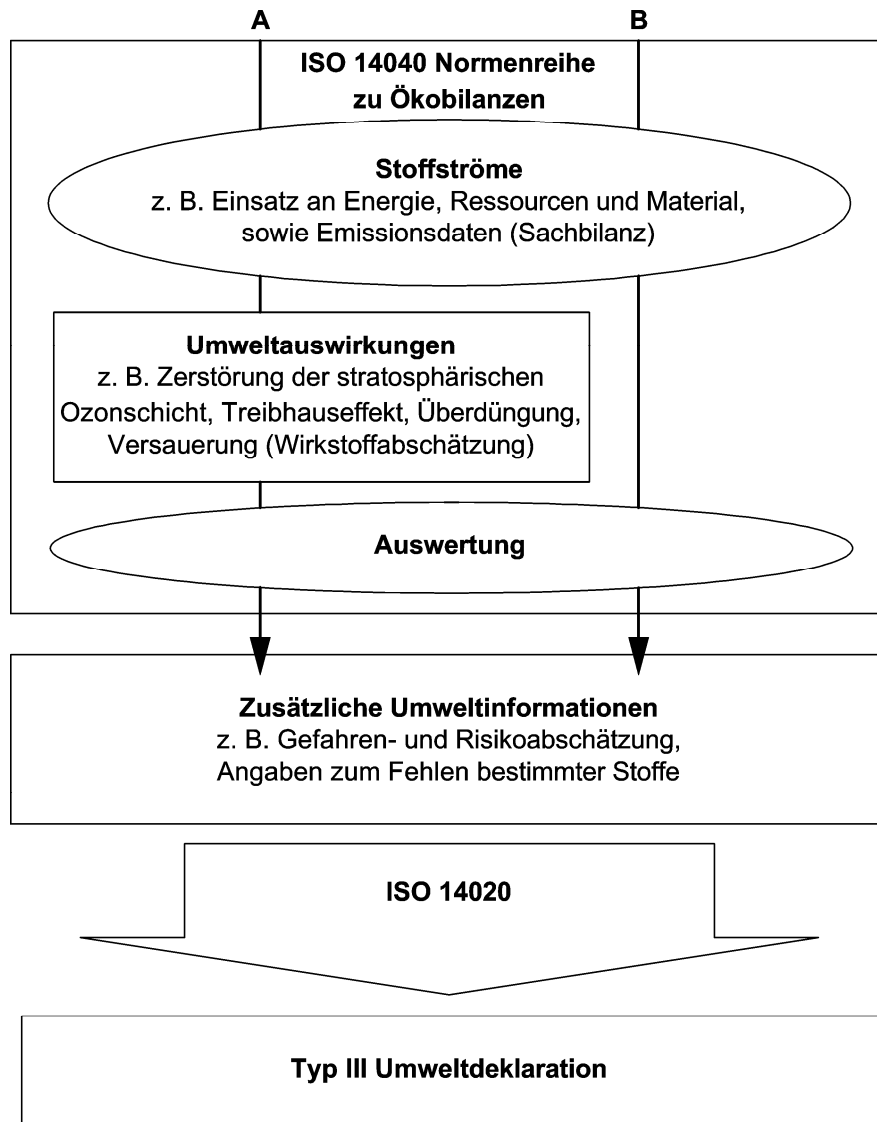 A B
ISO 14040 Normenreihe
zu Ökobilanzen
Stoffströme
z. B. Einsatz an Energie, Ressourcen und Material,
sowie Emissionsdaten (Sachbilanz)
Umweltauswirkungen
z. B. Zerstörung der stratosphärischen
Ozonschicht, Treibhauseffekt, Überdüngung,
Versauerung (Wirkstoffabschätzung)
Auswertung
Zusätzliche Umweltinformationen
z. B. Gefahren- und Risikoabschätzung,
Angaben zum Fehlen bestimmter Stoffe
ISO 14020
Typ III Umweltdeklaration